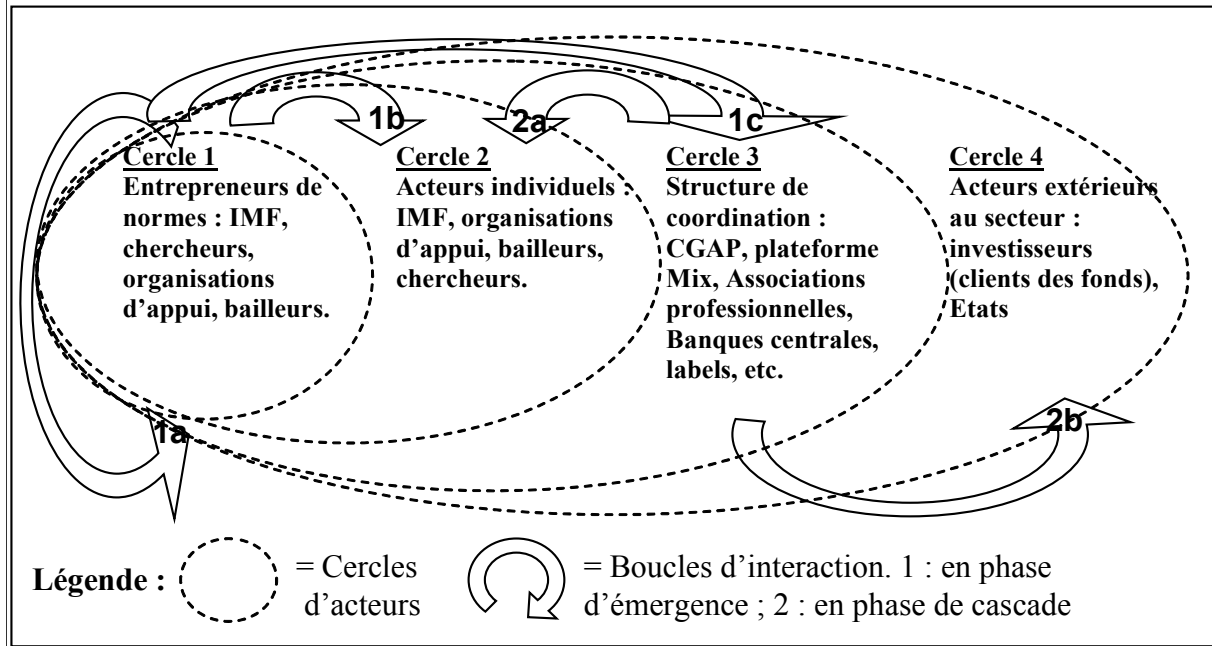 1b
2a
1c
Cercle 1
Entrepreneurs de
normes : IMF,
chercheurs,
organisations
d’appui, bailleurs.
Cercle 2
Acteurs individuels :
IMF, organisations
d’appui, bailleurs,
chercheurs.
Cercle 3
Structure de
coordination :
CGAP, plateforme
Mix, Associations
professionnelles,
Banques centrales,
labels, etc.
Cercle 4
Acteurs extérieurs
au secteur :
investisseurs
(clients des fonds),
Etats
1a
2b
Légende :
= Cercles
d’acteurs
= Boucles d’interaction. 1 : en phase
d’émergence ; 2 : en phase de cascade